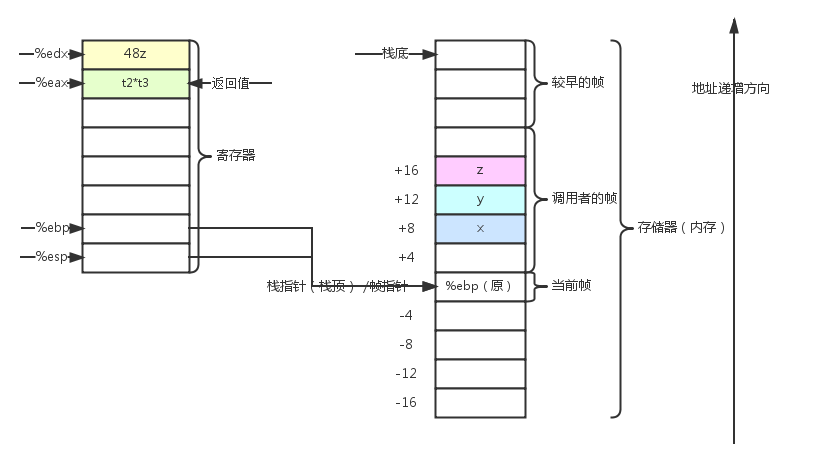 %edx
48z
%eax
t2*t3
返回值
寄存器
%ebp
%esp
栈底
较早的帧
地址递增方向
+16
z
+12
y
调用者的帧
+8
x
存储器（内存）
+4
栈指针（栈顶）/帧指针
%ebp（原）
当前帧
-4
-8
-12
-16